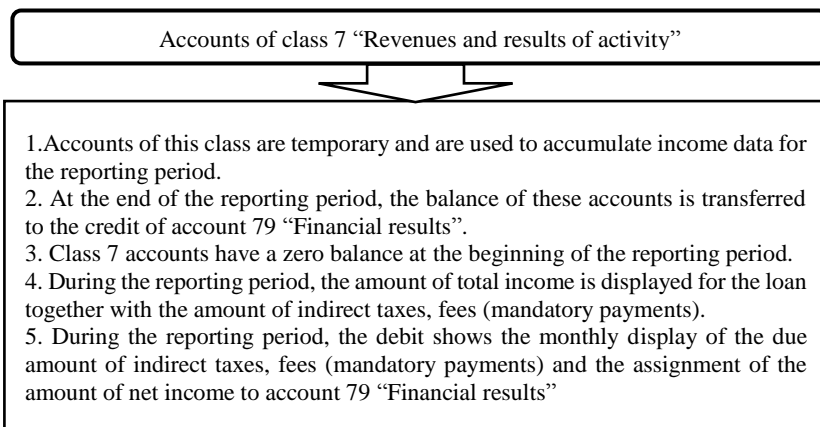 Accounts of class 7 “Revenues and results of activity”
1.Accounts of this class are temporary and are used to accumulate income data for
the reporting period.
2. At the end of the reporting period, the balance of these accounts is transferred
to the credit of account 79 “Financial results”.
3. Class 7 accounts have a zero balance at the beginning of the reporting period.
4. During the reporting period, the amount of total income is displayed for the loan
together with the amount of indirect taxes, fees (mandatory payments).
5. During the reporting period, the debit shows the monthly display of the due
amount of indirect taxes, fees (mandatory payments) and the assignment of the
amount of net income to account 79 “Financial results”